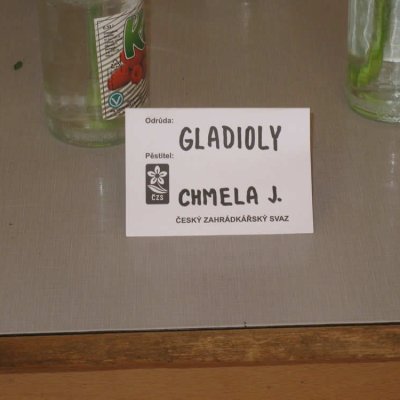 Odrůda:
GLADIOLY
Pěstitel:
CHMELA J.
ČZS
ČESKÝ ZAHRÁDKÁŘSKÝ SVAZ